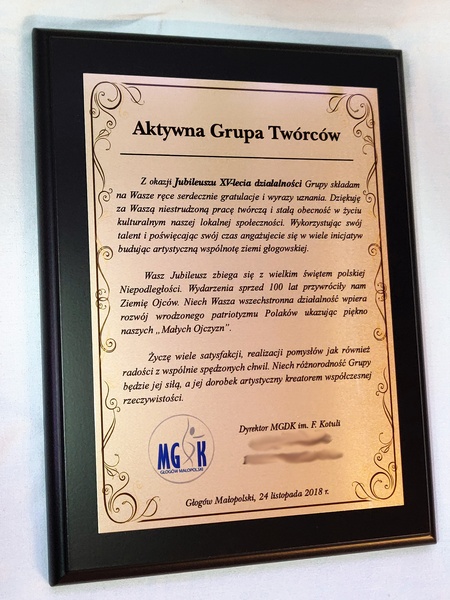 Aktywna Grupa Twórców
Z okazji Jubileuszu XV-lecia działalności Grupy składam
na Wasze ręce serdecznie gratulacje i wyrazy uznania. Dziękuję
za Waszą niestrudzoną pracę twórczą i stałą obecność w życiu
kulturalnym naszej lokalnej społeczności. Wykorzystując swój
talent i poświęcając swój czas angażujecie się w wiele inicjatyw
budując artystyczną wspólnotę ziemi głogowskiej.
Wasz Jubileusz zbiega się z wielkim świętem polskiej
Niepodległości. Wydarzenia sprzed 100 lat przywróciły nam
Ziemię Ojców. Niech Wasza wszechstronna działalność wpiera
rozwój wrodzonego patriotyzmu Polaków ukazując piękno
naszych „Małych Ojczyzn”.
Życzę wiele satysfakcji, realizacji pomysłów jak również
radości z wspólnie spędzonych chwil. Niech różnorodność Grupy
będzie jej siłą, a jej dorobek artystyczny kreatorem współczesnej
rzeczywistości.
Dyrektor MGDK im. F. Kotuli
MGDK
GŁOGÓW MAŁOPOLSKI
Głogów Małopolski, 24 listopada 2018 r.